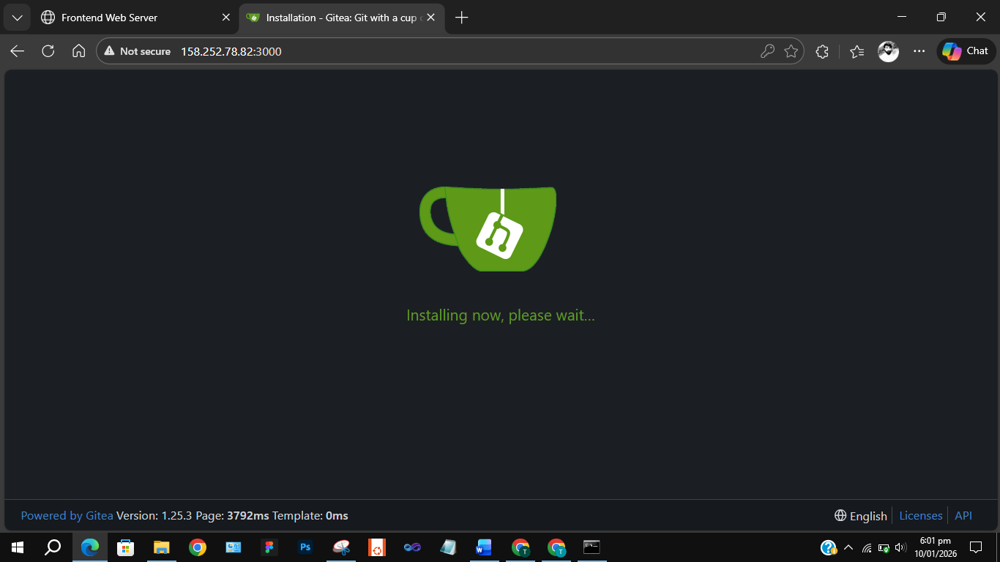 Frontend Web Server
Installation - Gitea: Git with a cup
Not secure 158.252.78.82:3000
Chat
Installing now, please wait...
Powered by Gitea Version: 1.25.3 Page: 3792ms Template: 0ms
English Licenses API
Ps
W
T
T
6:01 pm
10/01/2026